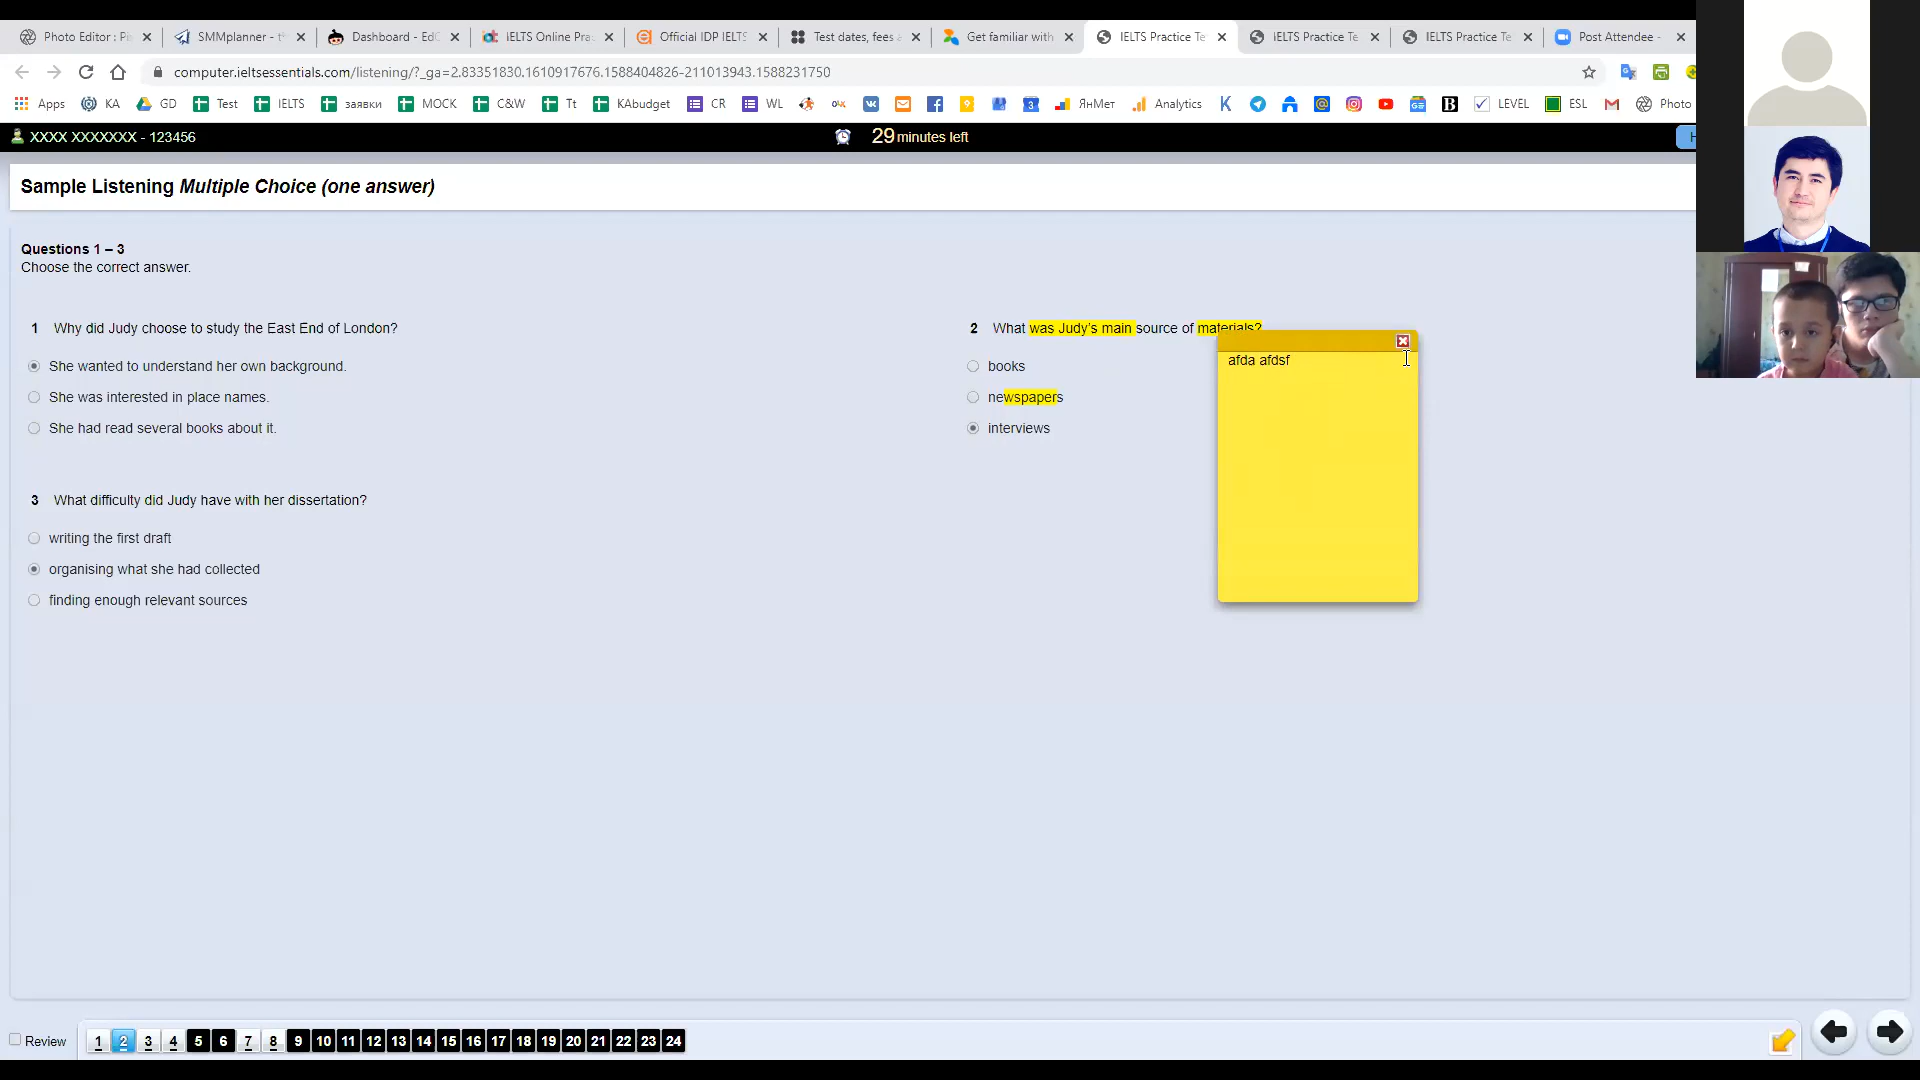 Photo Editor : Pi
SMMplanner - т
Dashboard - EdC
IELTS Online Pra
Official IDP IELTS
Test dates, fees a
Get familiar with
IELTS Practice Te
IELTS Practice Te
IELTS Practice Te
Post Attendee -
computer.ieltsessentials.com/listening/?_ga=2.83351830.1610917676.1588404826-211013943.1588231750
Apps KA GD Test IELTS заявки MOCK C&W Tt KAbudget CR WL ЯнМет Analytics LEVEL ESL Photo
XXXX XXXXXXX - 123456
29 minutes left
Sample Listening Multiple Choice (one answer)
Questions 1 – 3
Choose the correct answer.
1 Why did Judy choose to study the East End of London?
She wanted to understand her own background.
She was interested in place names.
She had read several books about it.
2 What was Judy's main source of materials?
books
newspapers
interviews
afda afdsf
3 What difficulty did Judy have with her dissertation?
writing the first draft
organising what she had collected
finding enough relevant sources
Review 1 2 3 4 5 6 7 8 9 10 11 12 13 14 15 16 17 18 19 20 21 22 23 24